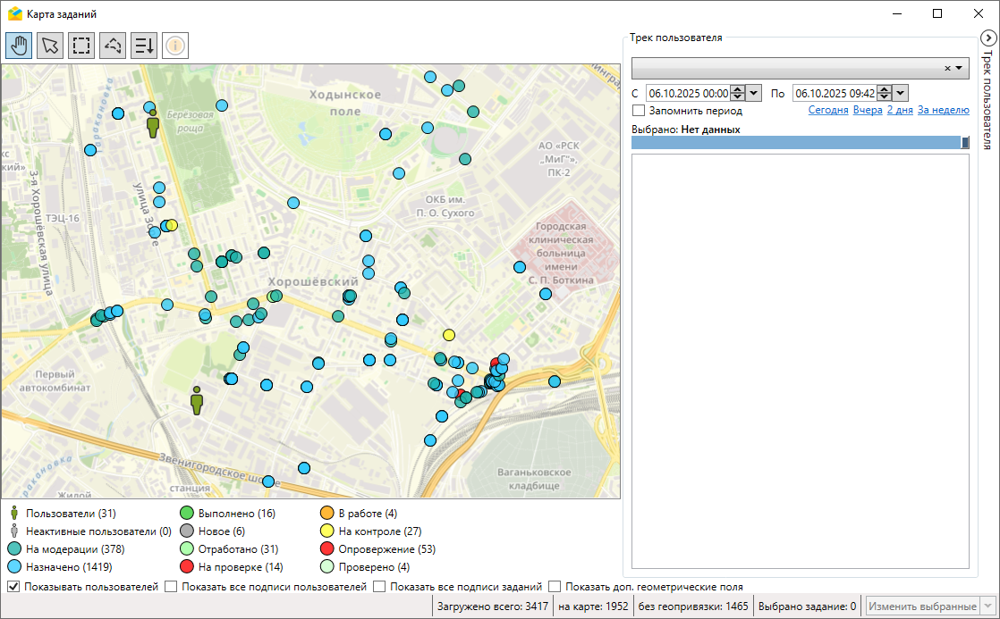 Карта заданий
Трек пользователя
Трек пользователя
С 06.10.2025 00:00 По 06.10.2025 09:42
Запомнить период Сегодня Вчера 2 дня За неделю
Выбрано: Нет данных
Ходынское
поле
Берёзовая
роща
АО «РСК
„МиГ“,
ПК-2
3-я Хорошёвская улица
ТЭЦ-16
улица Зорге
ОКБ им.
П. О. Сухого
Городская
клиническая
больница
имени
С. П. Боткина
Хорошёвский
Первый
автокомбинат
Таракановка
Звенигородское шоссе
Ваганьковское
кладбище
Жилой
станция
Пользователи (31)
Неактивные пользователи (0)
На модерации (378)
Назначено (1419)
Выполнено (16)
Новое (6)
Отработано (31)
На проверке (14)
В работе (4)
На контроле (27)
Опровержение (53)
Проверено (4)
Показывать пользователей Показать все подписи пользователей Показать все подписи заданий Показать доп. геометрические поля
Загружено всего: 3417 на карте: 1952 без геопривязки: 1465 Выбрано задание: 0 Изменить выбранные